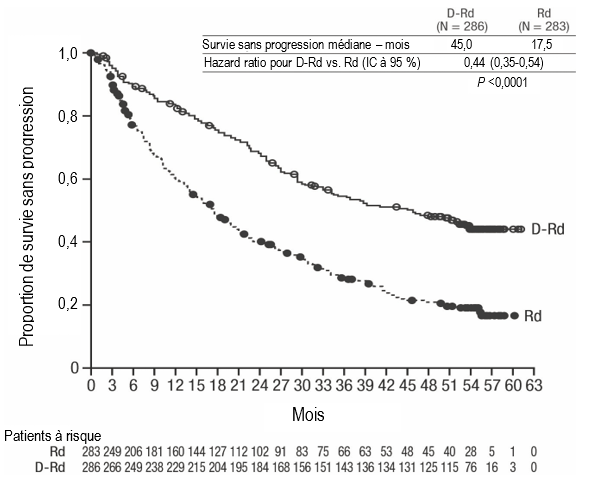 D-Rd Rd
(N = 286) (N = 283)
Survie sans progression médiane – mois 45,0 17,5
Hazard ratio pour D-Rd vs. Rd (IC à 95 %) 0,44 (0,35-0,54)
P <0,0001
Proportion de survie sans progression
1,0
0,8
0,6
0,4
0,2
0
D-Rd
Rd
0 3 6 9 12 15 18 21 24 27 30 33 36 39 42 45 48 51 54 57 60 63
Mois
Patients à risque
Rd 283 249 206 181 160 144 127 112 102 91 83 75 66 63 53 48 45 40 28 5 1 0
D-Rd 286 266 249 238 229 215 204 195 184 168 156 151 143 136 134 131 125 115 76 16 3 0